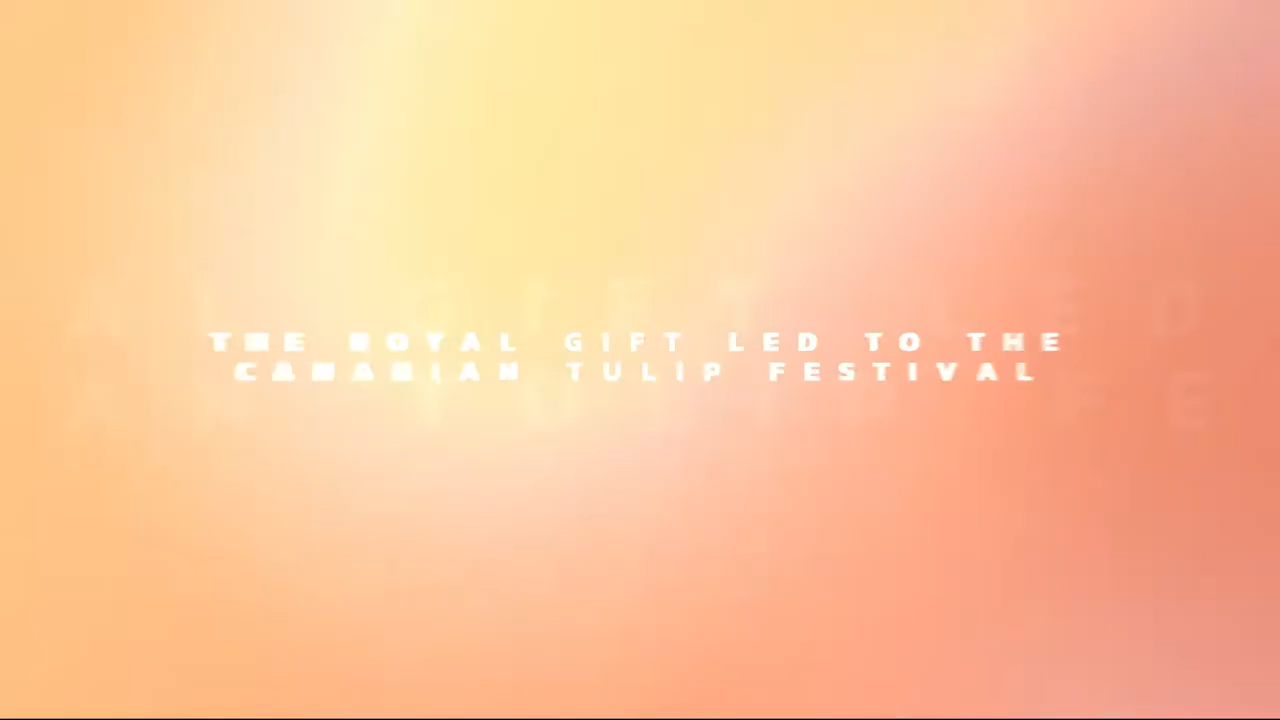 THE ROYAL GIFT LED TO THE
CANADIAN TULIP FESTIVAL